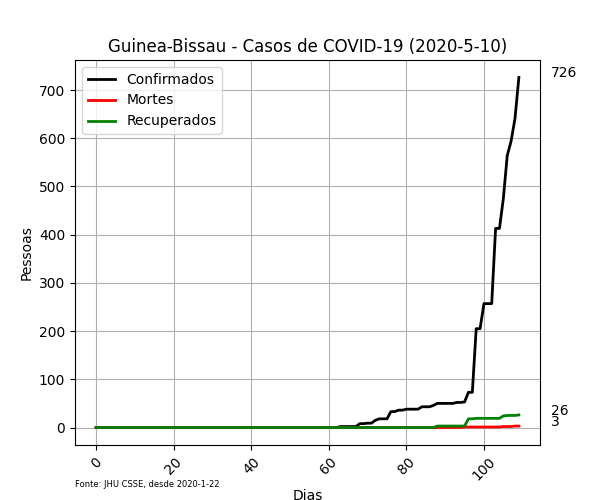 Guinea-Bissau - Casos de COVID-19 (2020-5-10)
Confirmados
Mortes
Recuperados
726
26
3
Pessoas
700
600
500
400
300
200
100
0
0
20
40
60
80
100
Fonte: JHU CSSE, desde 2020-1-22
Dias